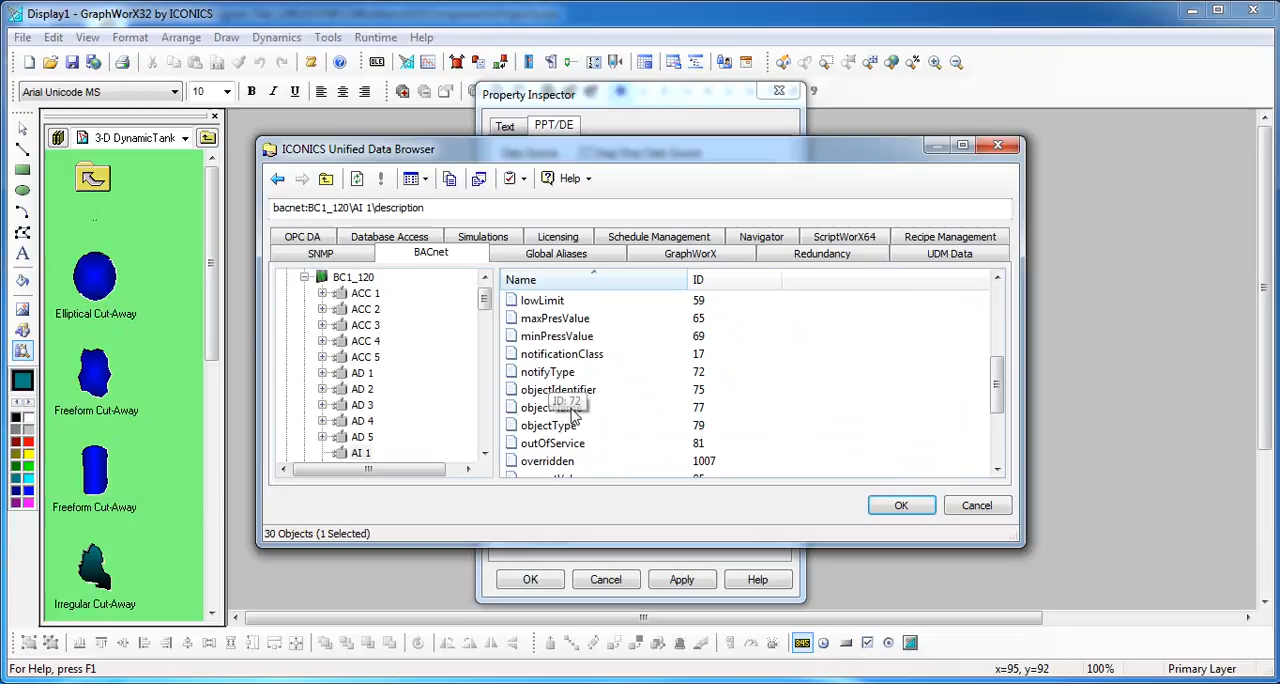 Display1 - GraphWorX32 by ICONICS
File Edit View Format Arrange Draw Dynamics Tools Runtime Help
Arial Unicode MS 10 B I U
Property Inspector
3-D DynamicTank
Text PPT/DE
ICONICS Unified Data Browser
Help
..
bacnet:BC1_120\AI 1\description
OPC DA Database Access Simulations Licensing Schedule Management Navigator ScriptWorX64 Recipe Management
SNMP BACnet Global Aliases GraphWorX Redundancy UDM Data
BC1_120
ACC 1
ACC 2
ACC 3
ACC 4
ACC 5
AD 1
AD 2
AD 3
AD 4
AD 5
AI 1
Name ID
lowLimit 59
maxPresValue 65
minPressValue 69
notificationClass 17
notifyType 72
objectIdentifier 75
ID: 72
77
objectType 79
outOfService 81
overridden 1007
Elliptical Cut-Away
Freeform Cut-Away
Freeform Cut-Away
Irregular Cut-Away
OK Cancel
30 Objects (1 Selected)
OK Cancel Apply Help
For Help, press F1 x=95, y=92 100% Primary Layer